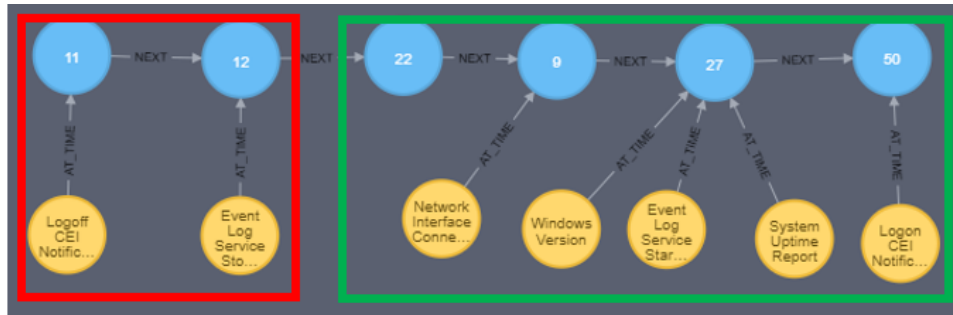 11
NEXT
12
NEXT
22
NEXT
9
NEXT
27
NEXT
50
AT_TIME
AT_TIME
AT_TIME
AT_TIME
AT_TIME
AT_TIME
AT_TIME
Logoff
CEI
Notific...
Event
Log
Service
Sto...
Network
Interface
Conne...
Windows
Version
Event
Log
Service
Star...
System
Uptime
Report
Logon
CEI
Notific...